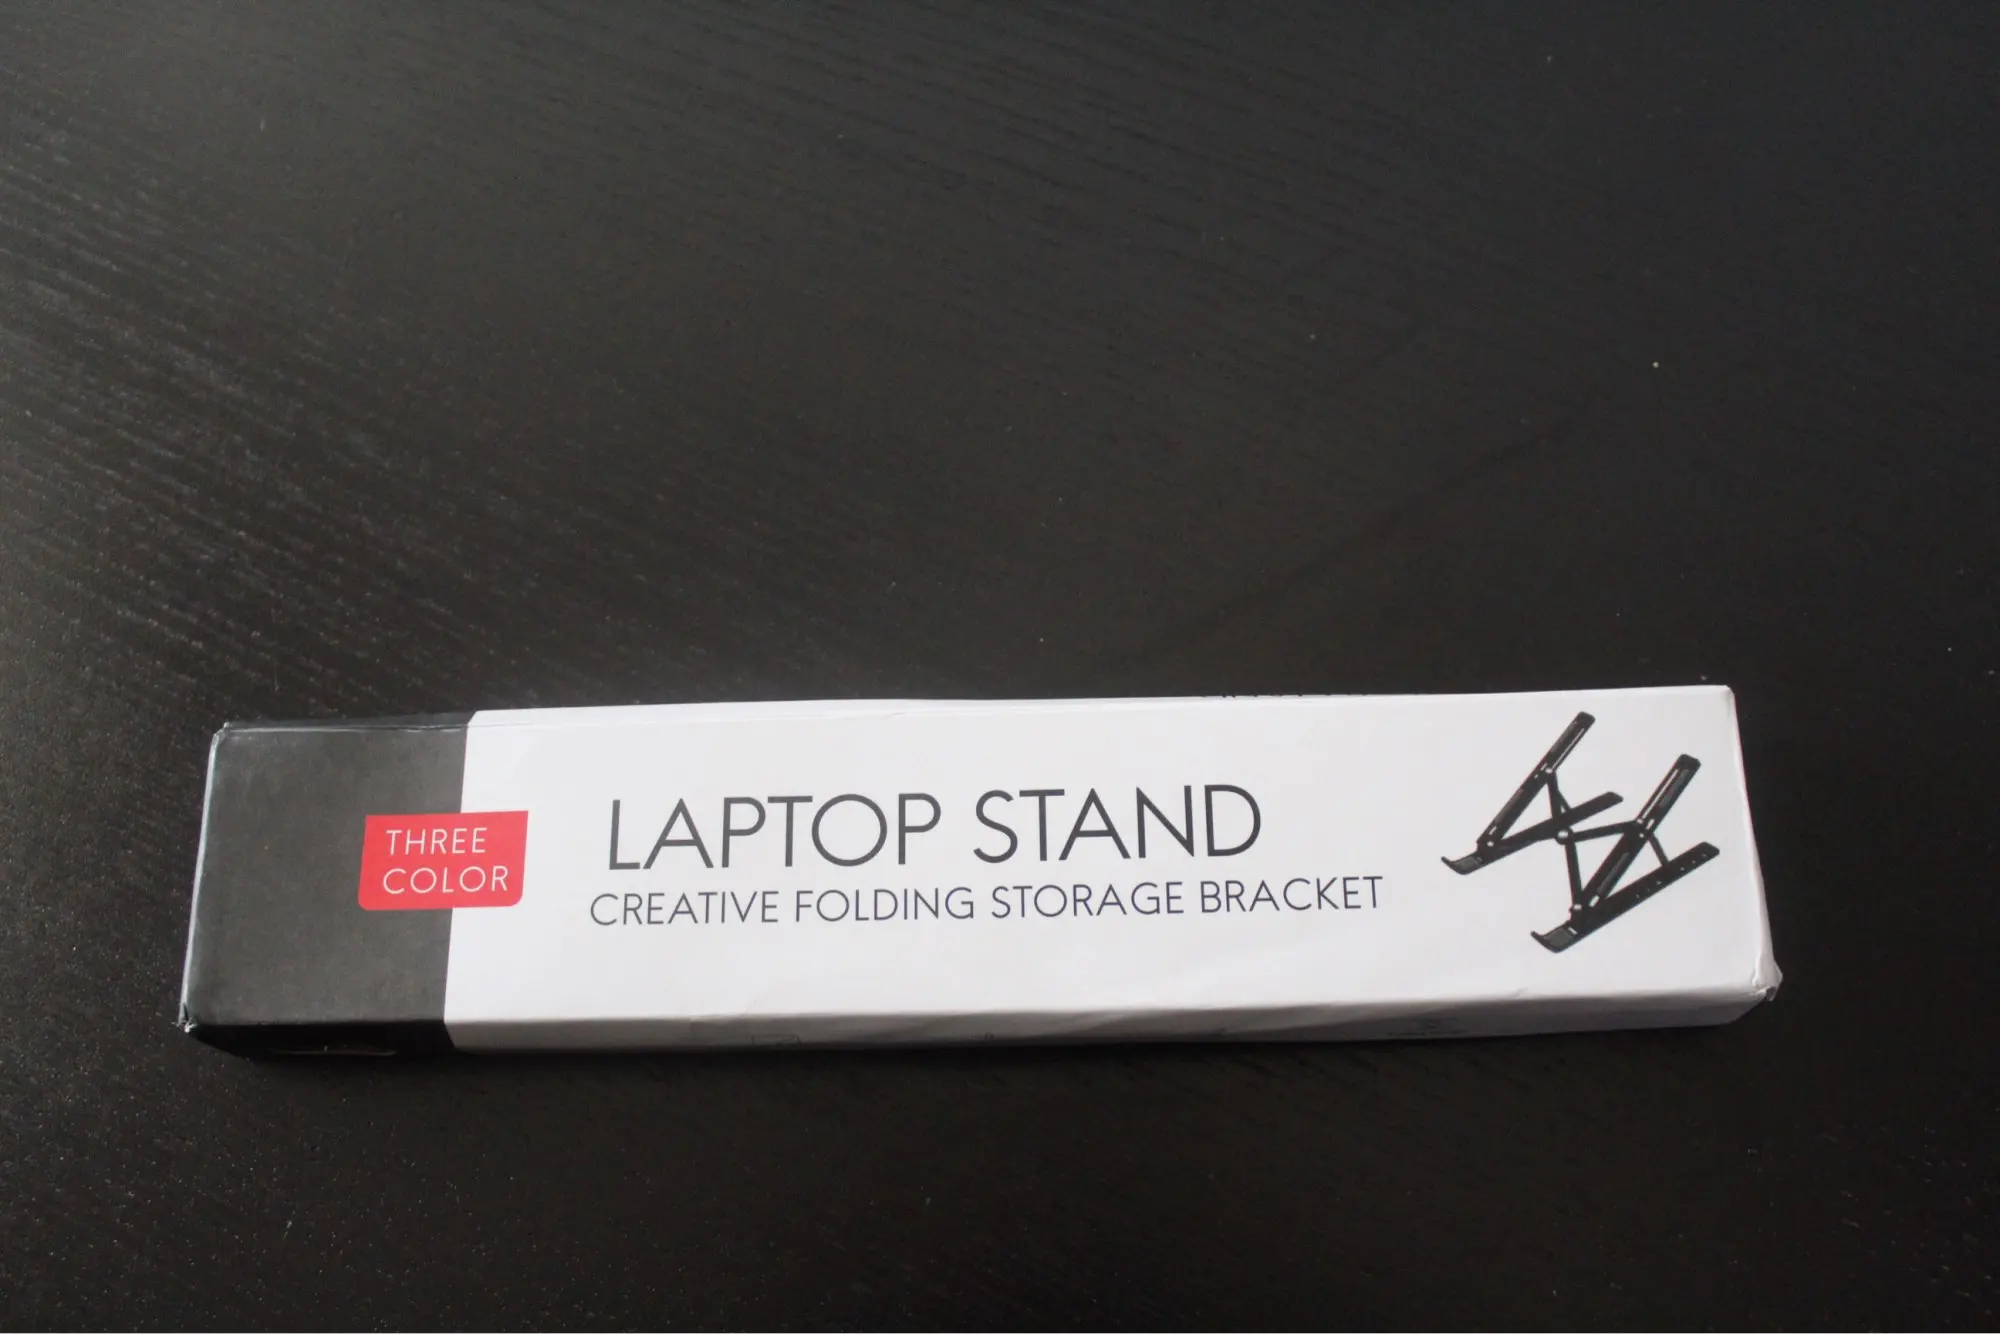 THREE
COLOR
LAPTOP STAND
CREATIVE FOLDING STORAGE BRACKET